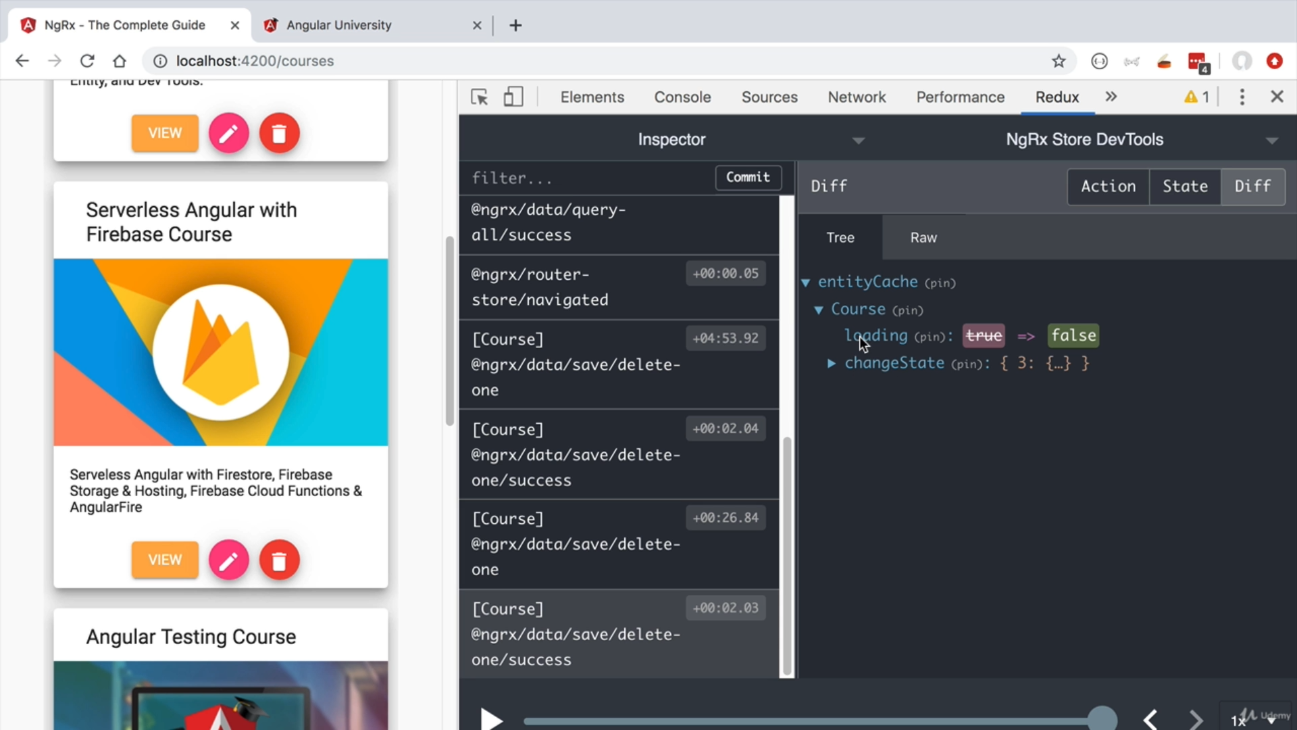 NgRx - The Complete Guide
Angular University
localhost:4200/courses
4
Entity, and Dev Tools.
VIEW
Serverless Angular with
Firebase Course
Serveless Angular with Firestore, Firebase
Storage & Hosting, Firebase Cloud Functions &
AngularFire
VIEW
Angular Testing Course
Elements Console Sources Network Performance Redux » 1
Inspector
NgRx Store DevTools
filter... Commit
@ngrx/data/query-
all/success
@ngrx/router- +00:00.05
store/navigated
[Course] +04:53.92
@ngrx/data/save/delete-
one
[Course] +00:02.04
@ngrx/data/save/delete-
one/success
[Course] +00:26.84
@ngrx/data/save/delete-
one
[Course] +00:02.03
@ngrx/data/save/delete-
one/success
Diff Action State Diff
Tree Raw
entityCache (pin)
Course (pin)
loading (pin): true => false
changeState (pin): { 3: {…} }
1x
Udemy